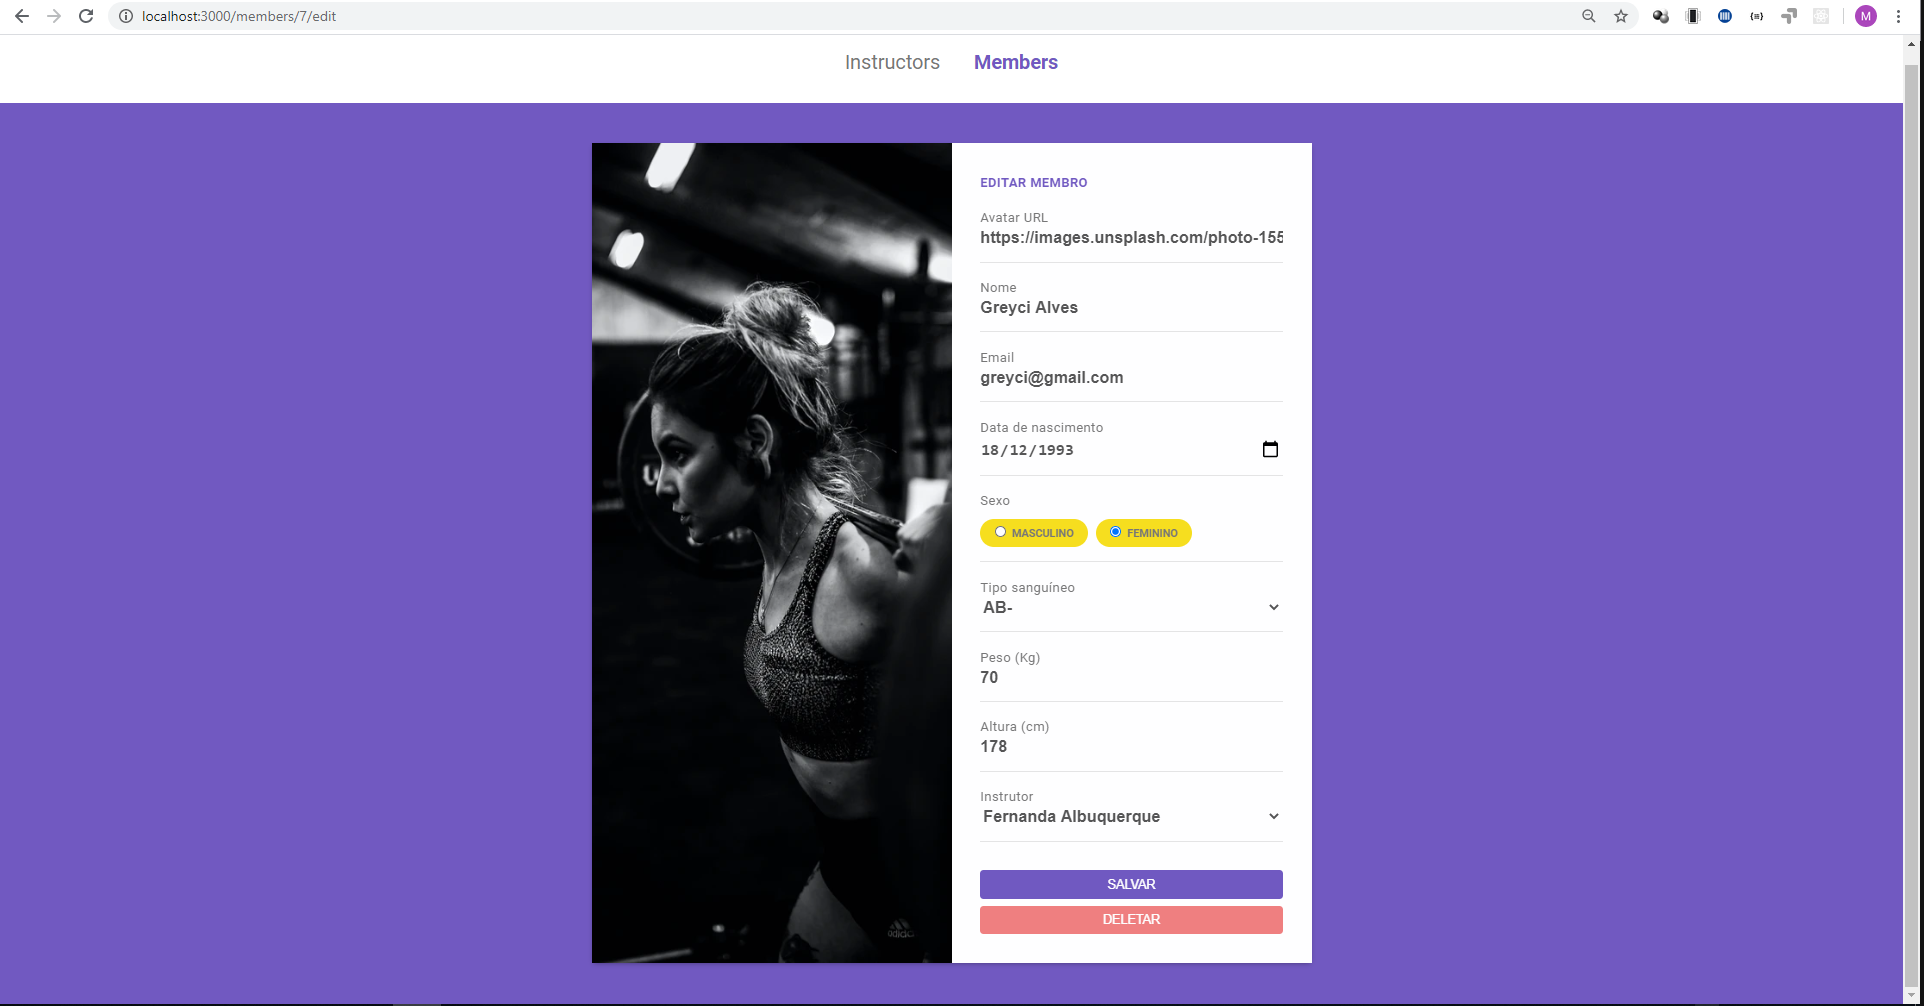 localhost:3000/members/7/edit
M
Instructors Members
EDITAR MEMBRO
Avatar URL
https://images.unsplash.com/photo-155
Nome
Greyci Alves
Email
greyci@gmail.com
Data de nascimento
18/12/1993
Sexo
MASCULINO FEMININO
Tipo sanguíneo
AB-
Peso (Kg)
70
Altura (cm)
178
Instrutor
Fernanda Albuquerque
adidas
SALVAR
DELETAR